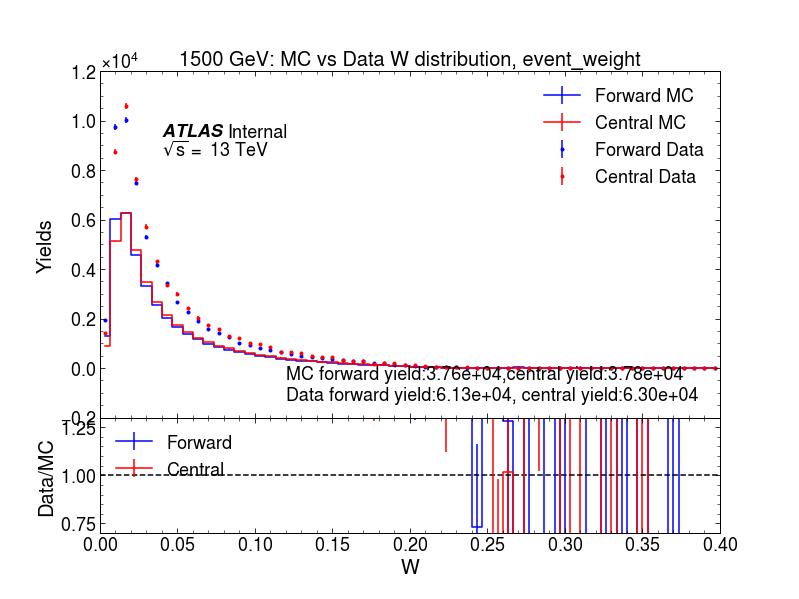 ×10⁴
1500 GeV: MC vs Data W distribution, event_weight
1.2
1.0
0.8
0.6
0.4
0.2
0.0
0.2
Yields
ATLAS Internal
√s = 13 TeV
Forward MC
Central MC
Forward Data
Central Data
MC forward yield:3.76e+04,central yield:3.78e+04
Data forward yield:6.13e+04, central yield:6.30e+04
1.25
1.00
0.75
Data/MC
Forward
Central
0.00 0.05 0.10 0.15 0.20 0.25 0.30 0.35 0.40
W